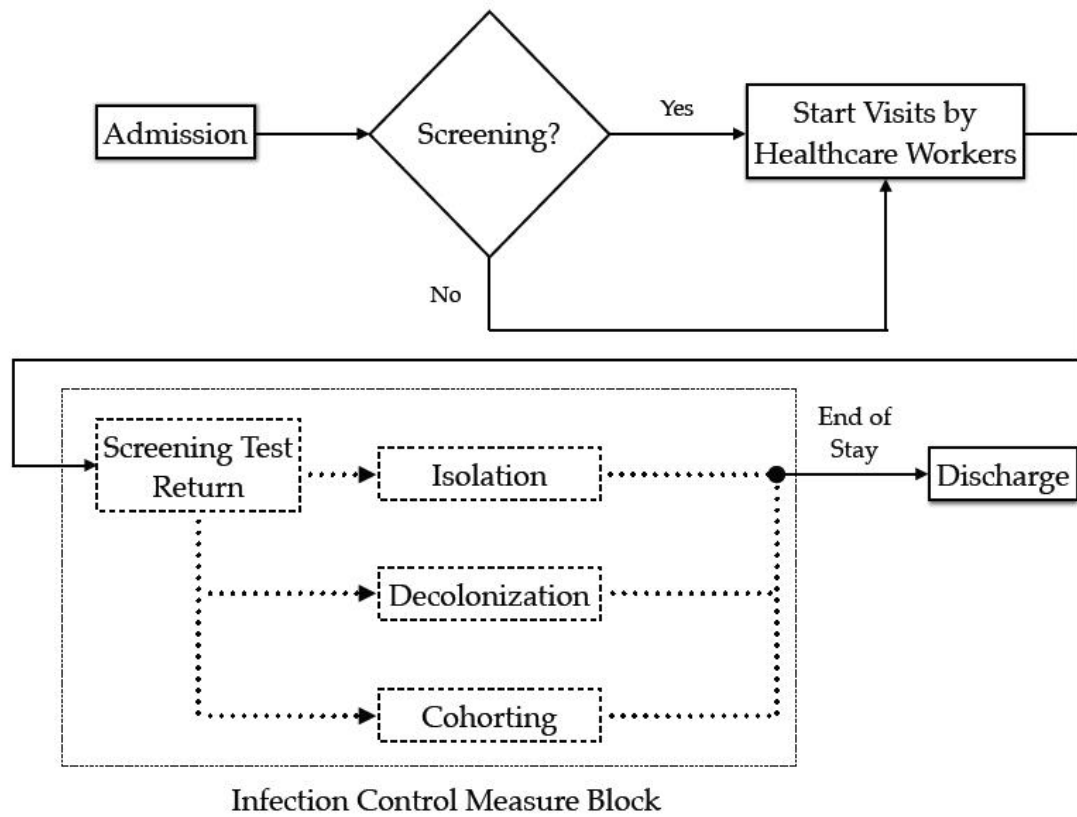 Admission
Screening?
Yes
Start Visits by
Healthcare Workers
No
Screening Test
Return
Isolation
End of
Stay
Discharge
Decolonization
Cohorting
Infection Control Measure Block